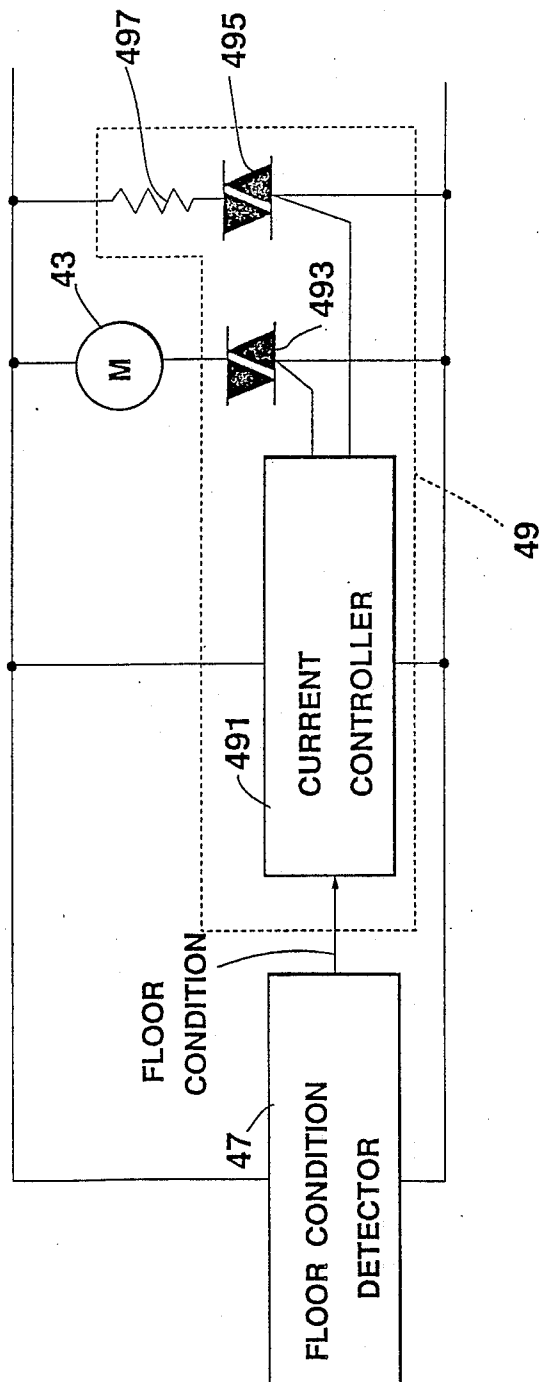 497
495
43
M
493
49
491
CURRENT
CONTROLLER
FLOOR
CONDITION
47
FLOOR CONDITION
DETECTOR